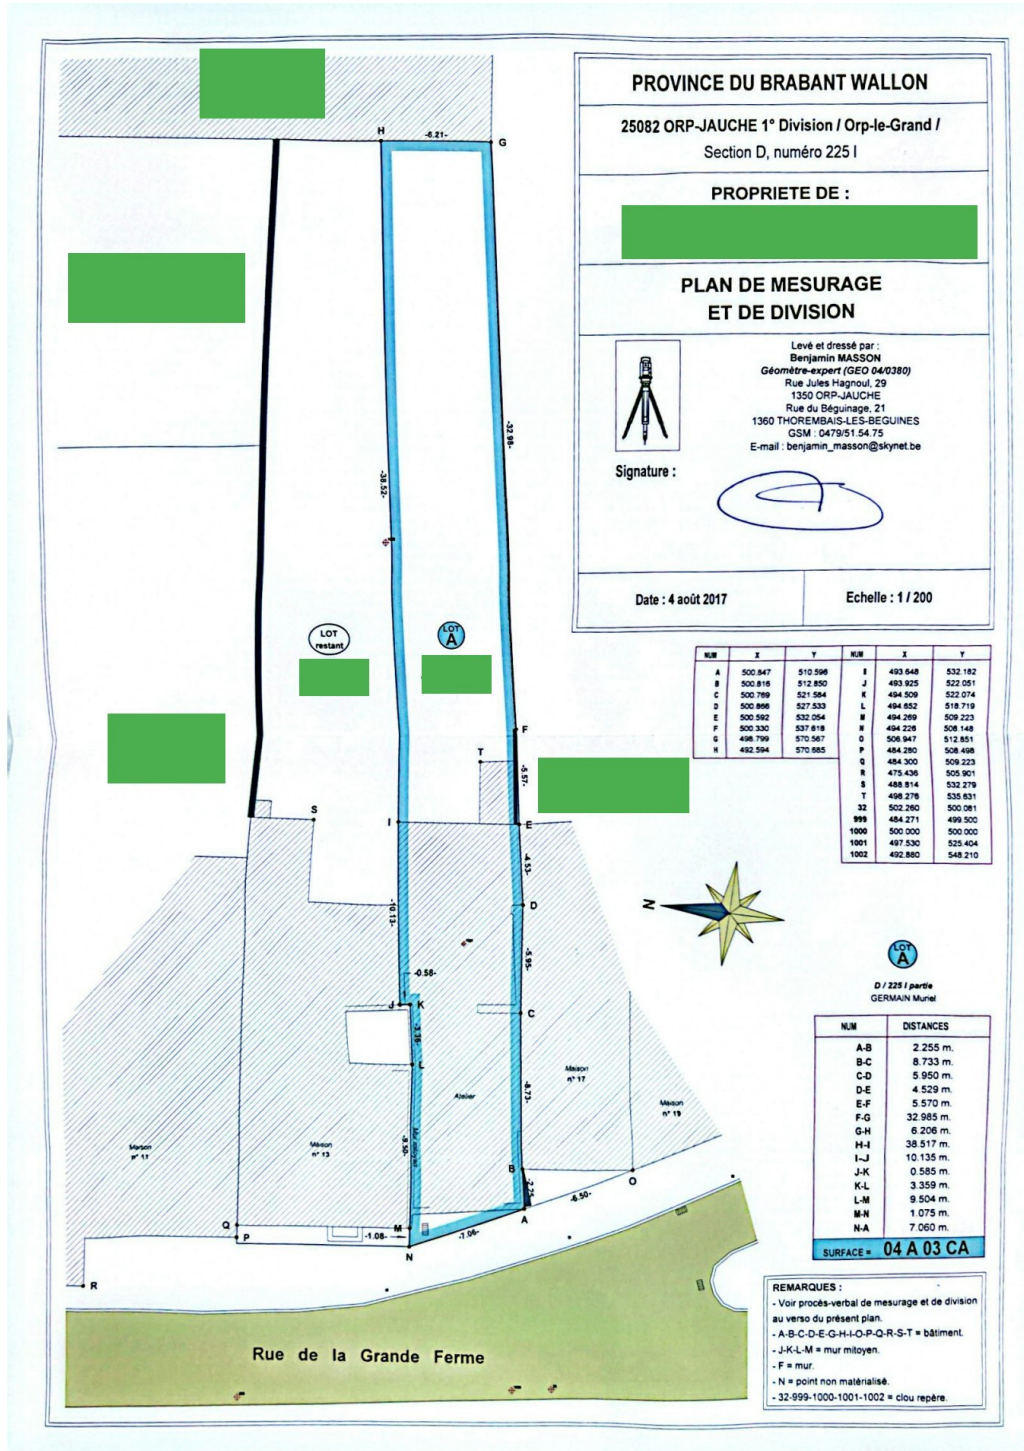 PROVINCE DU BRABANT WALLON
25082 ORP-JAUCHE 1° Division / Orp-le-Grand /
Section D, numéro 225 I
PROPRIETE DE :
PLAN DE MESURAGE
ET DE DIVISION
Levé et dressé par :
Benjamin MASSON
Géomètre-expert (GEO 04/0380)
Rue Jules Hagnoul, 29
1350 ORP-JAUCHE
Rue du Béguinage, 21
1360 THOREMBAIS-LES-BEGUINES
GSM : 0479/51.54.75
E-mail : benjamin_masson@skynet.be
Signature :
Date : 4 août 2017
Echelle : 1 / 200
NUM X Y NUM X Y
A 500.847 510.596 I 493.648 532.182
B 500.816 512.850 J 493.925 522.051
C 500.769 521.584 K 494.509 522.074
D 500.866 527.533 L 494.652 518.719
E 500.592 532.054 M 494.269 509.223
F 500.330 537.618 N 494.226 508.148
G 498.799 570.567 O 506.947 512.851
H 492.594 570.685 P 484.280 508.498
Q 484.300 509.223
R 475.436 505.901
S 488.814 532.279
T 498.276 535.631
32 502.260 500.081
999 484.271 499.500
1000 500.000 500.000
1001 497.530 525.404
1002 492.880 548.210
H
-6.21-
G
-32.98-
-38.52-
LOT
restant
LOT
A
F
T
-5.57-
S
I
E
-4.53-
-10.13-
D
-5.95-
-0.58-
J
K
C
-3.36-
L
Maison
n° 17
Atelier
-8.73-
Maison
n° 19
Maison
n° 11
Maison
n° 13
-9.50-
Mur mitoyen
B
O
-6.50-
A
Q
P
M
-1.08-
-7.06-
N
R
N
Rue de la Grande Ferme
LOT
A
D / 225 I partie
GERMAIN Muriel
NUM DISTANCES
A-B 2.255 m.
B-C 8.733 m.
C-D 5.950 m.
D-E 4.529 m.
E-F 5.570 m.
F-G 32.985 m.
G-H 6.206 m.
H-I 38.517 m.
I-J 10.135 m.
J-K 0.585 m.
K-L 3.359 m.
L-M 9.504 m.
M-N 1.075 m.
N-A 7.060 m.
SURFACE = 04 A 03 CA
REMARQUES :
- Voir procès-verbal de mesurage et de division
au verso du présent plan.
- A-B-C-D-E-G-H-I-O-P-Q-R-S-T = bâtiment.
- J-K-L-M = mur mitoyen.
- F = mur.
- N = point non matérialisé.
- 32-999-1000-1001-1002 = clou repère.